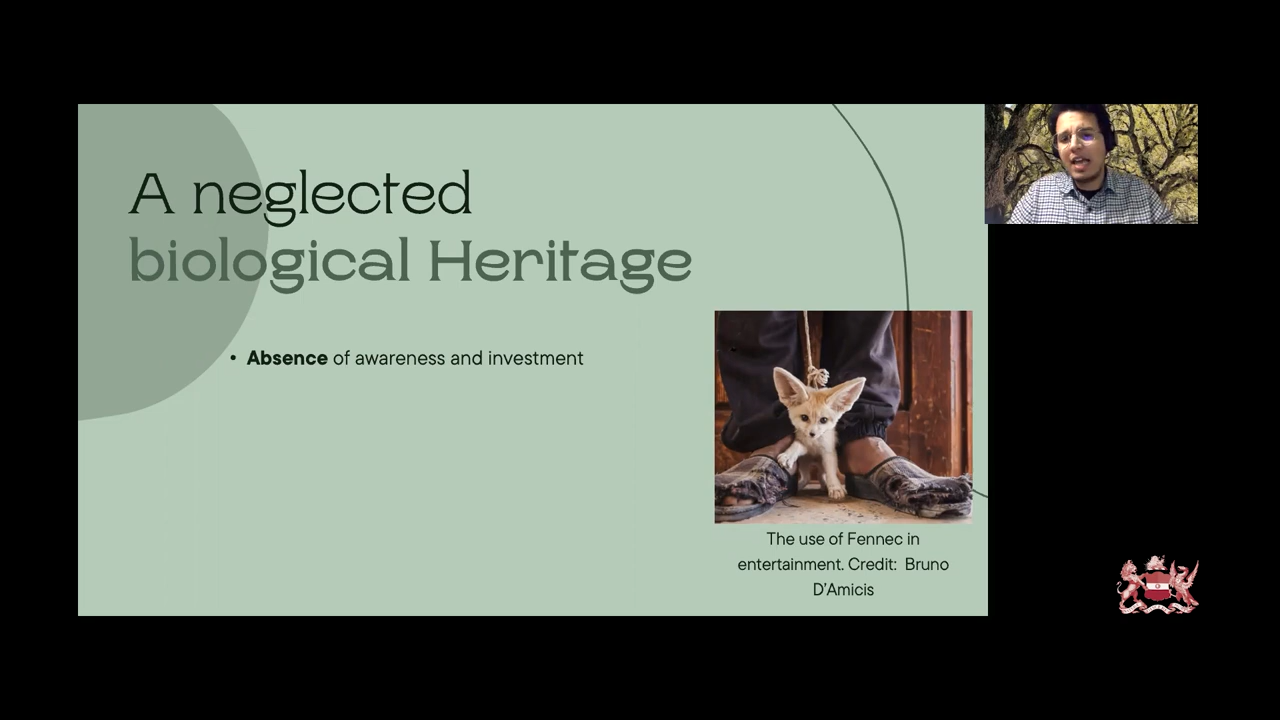 A neglected
biological Heritage
• Absence of awareness and investment
The use of Fennec in
entertainment. Credit: Bruno
D'Amicis